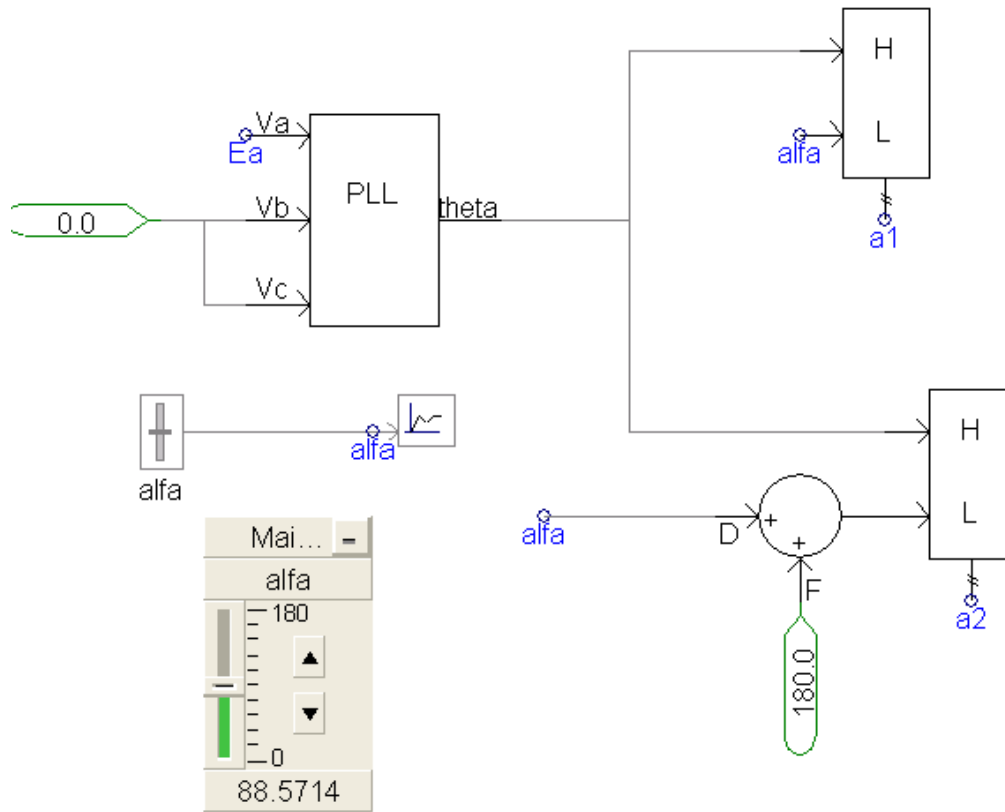 H
Va
Ea
alfa
L
PLL
0.0
Vb
theta
a1
Vc
alfa
H
alfa
L
alfa
D
+
+
Mai...
alfa
F
a2
180
180.0
0
88.5714